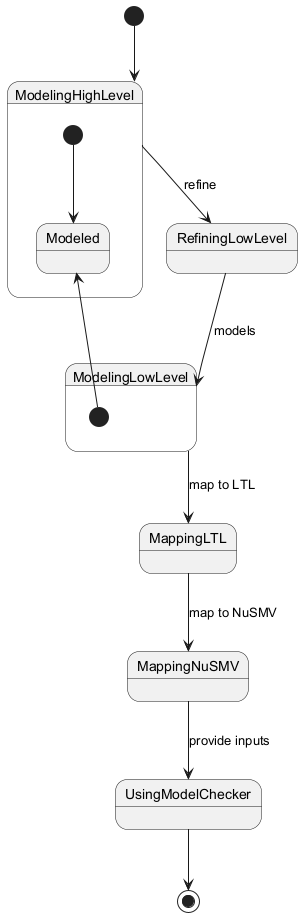 ModelingHighLevel
refine
Modeled
RefiningLowLevel
models
ModelingLowLevel
map to LTL
MappingLTL
map to NuSMV
MappingNuSMV
provide inputs
UsingModelChecker